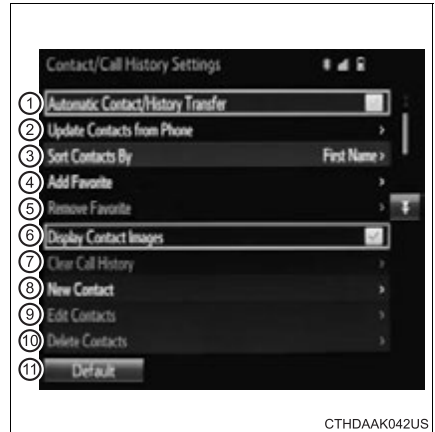 Contact/Call History Settings
1 Automatic Contact/History Transfer
2 Update Contacts from Phone >
3 Sort Contacts By First Name >
4 Add Favorite >
5 Remove Favorite >
6 Display Contact Images
7 Clear Call History >
8 New Contact >
9 Edit Contacts >
10 Delete Contacts >
11 Default
CTHDAAK042US